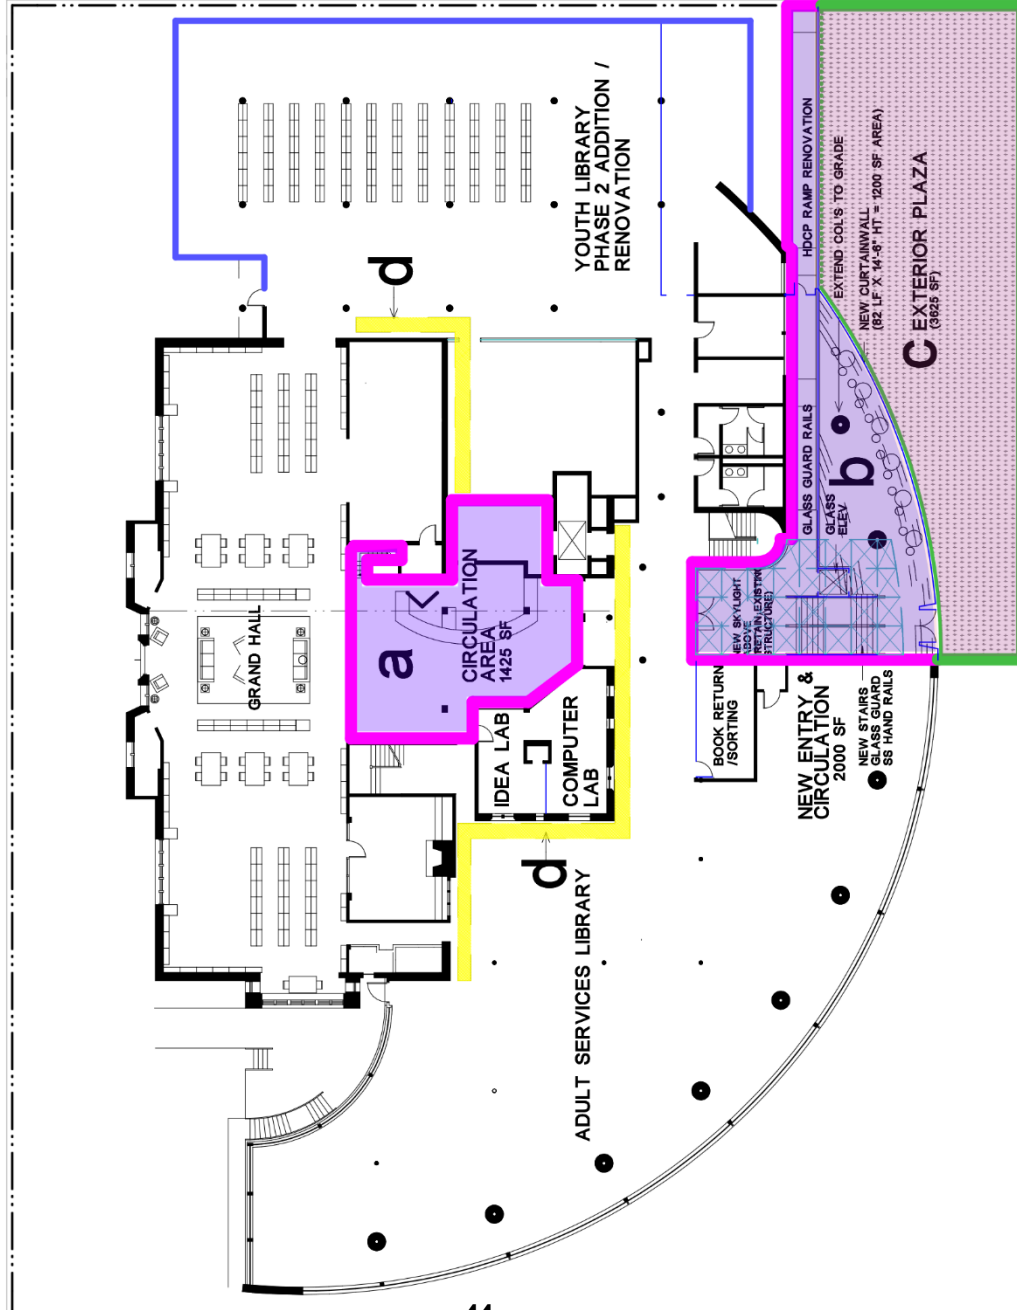 YOUTH LIBRARY
PHASE 2 ADDITION /
RENOVATION
d
HDCP RAMP RENOVATION
EXTEND COL'S TO GRADE
NEW CURTAINWALL
(82 LF X 14'-6" HT = 1200 SF AREA)
C EXTERIOR PLAZA
(3625 SF)
GLASS GUARD RAILS
GLASS
ELEV.
b
GRAND HALL
a
CIRCULATION
AREA
1425 SF
NEW SKYLIGHT
ABOVE
(RETAIN EXISTING
STRUCTURE)
IDEA LAB
COMPUTER
LAB
BOOK RETURN
/SORTING
NEW ENTRY &
CIRCULATION
2000 SF
NEW STAIRS
GLASS GUARD
SS HAND RAILS
d
ADULT SERVICES LIBRARY